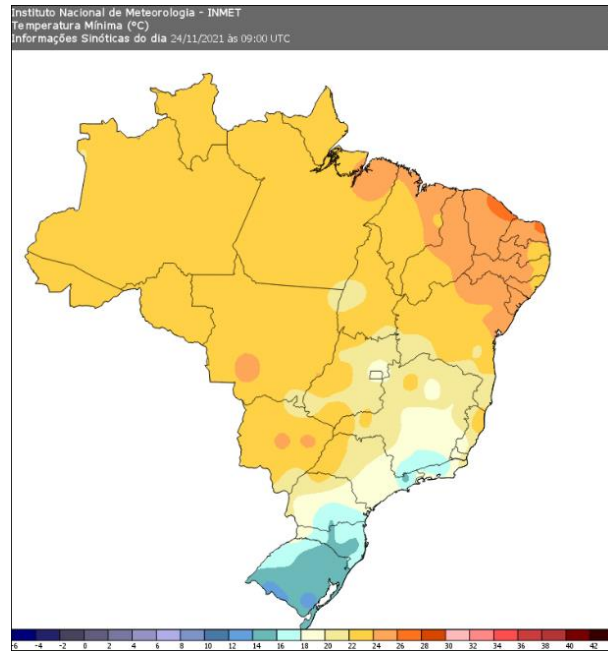 Instituto Nacional de Meteorologia - INMET
Temperatura Mínima (°C)
Informações Sinóticas do dia 24/11/2021 às 09:00 UTC
-6 -4 -2 0 2 4 6 8 10 12 14 16 18 20 22 24 26 28 30 32 34 36 38 40 42